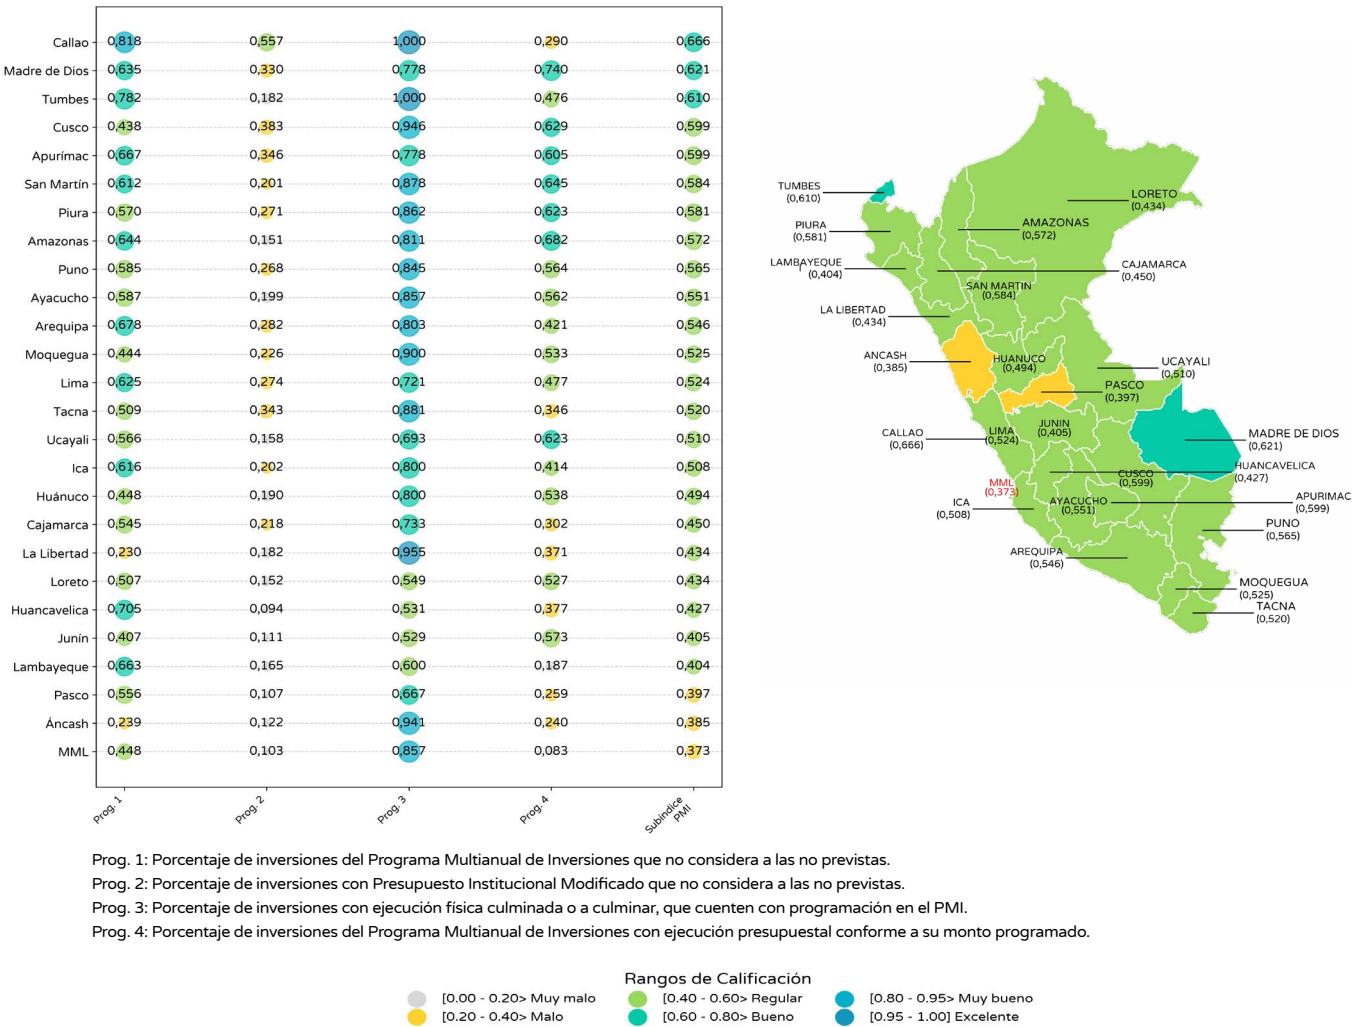 Callao 0,818 0,557 1,000 0,290 0,666
Madre de Dios 0,635 0,330 0,778 0,740 0,621
Tumbes 0,782 0,182 1,000 0,476 0,610
Cusco 0,438 0,383 0,946 0,629 0,599
Apurímac 0,667 0,346 0,778 0,605 0,599
San Martín 0,612 0,201 0,878 0,645 0,584
Piura 0,570 0,271 0,862 0,623 0,581
Amazonas 0,644 0,151 0,811 0,682 0,572
Puno 0,585 0,268 0,845 0,564 0,565
Ayacucho 0,587 0,199 0,857 0,562 0,551
Arequipa 0,678 0,282 0,803 0,421 0,546
Moquegua 0,444 0,226 0,900 0,533 0,525
Lima 0,625 0,274 0,721 0,477 0,524
Tacna 0,509 0,343 0,881 0,346 0,520
Ucayali 0,566 0,158 0,693 0,623 0,510
Ica 0,616 0,202 0,800 0,414 0,508
Huánuco 0,448 0,190 0,800 0,538 0,494
Cajamarca 0,545 0,218 0,733 0,302 0,450
La Libertad 0,230 0,182 0,955 0,371 0,434
Loreto 0,507 0,152 0,549 0,527 0,434
Huancavelica 0,705 0,094 0,531 0,377 0,427
Junín 0,407 0,111 0,529 0,573 0,405
Lambayeque 0,663 0,165 0,600 0,187 0,404
Pasco 0,556 0,107 0,667 0,259 0,397
Áncash 0,239 0,122 0,941 0,240 0,385
MML 0,448 0,103 0,857 0,083 0,373
Prog. 1 Prog. 2 Prog. 3 Prog. 4 Subíndice
PMI
TUMBES
(0,610)
LORETO
(0,434)
PIURA
(0,581)
AMAZONAS
(0,572)
LAMBAYEQUE
(0,404)
CAJAMARCA
(0,450)
SAN MARTIN
(0,584)
LA LIBERTAD
(0,434)
ANCASH
(0,385)
HUANUCO
(0,494)
UCAYALI
(0,510)
PASCO
(0,397)
CALLAO
(0,666)
LIMA
(0,524)
JUNIN
(0,405)
MADRE DE DIOS
(0,621)
CUSCO
(0,599)
HUANCAVELICA
(0,427)
MML
(0,373)
ICA
(0,508)
AYACUCHO
(0,551)
APURIMAC
(0,599)
PUNO
(0,565)
AREQUIPA
(0,546)
MOQUEGUA
(0,525)
TACNA
(0,520)
Prog. 1: Porcentaje de inversiones del Programa Multianual de Inversiones que no considera a las no previstas.
Prog. 2: Porcentaje de inversiones con Presupuesto Institucional Modificado que no considera a las no previstas.
Prog. 3: Porcentaje de inversiones con ejecución física culminada o a culminar, que cuenten con programación en el PMI.
Prog. 4: Porcentaje de inversiones del Programa Multianual de Inversiones con ejecución presupuestal conforme a su monto programado.
Rangos de Calificación
[0.00 - 0.20> Muy malo [0.40 - 0.60> Regular [0.80 - 0.95> Muy bueno
[0.20 - 0.40> Malo [0.60 - 0.80> Bueno [0.95 - 1.00] Excelente